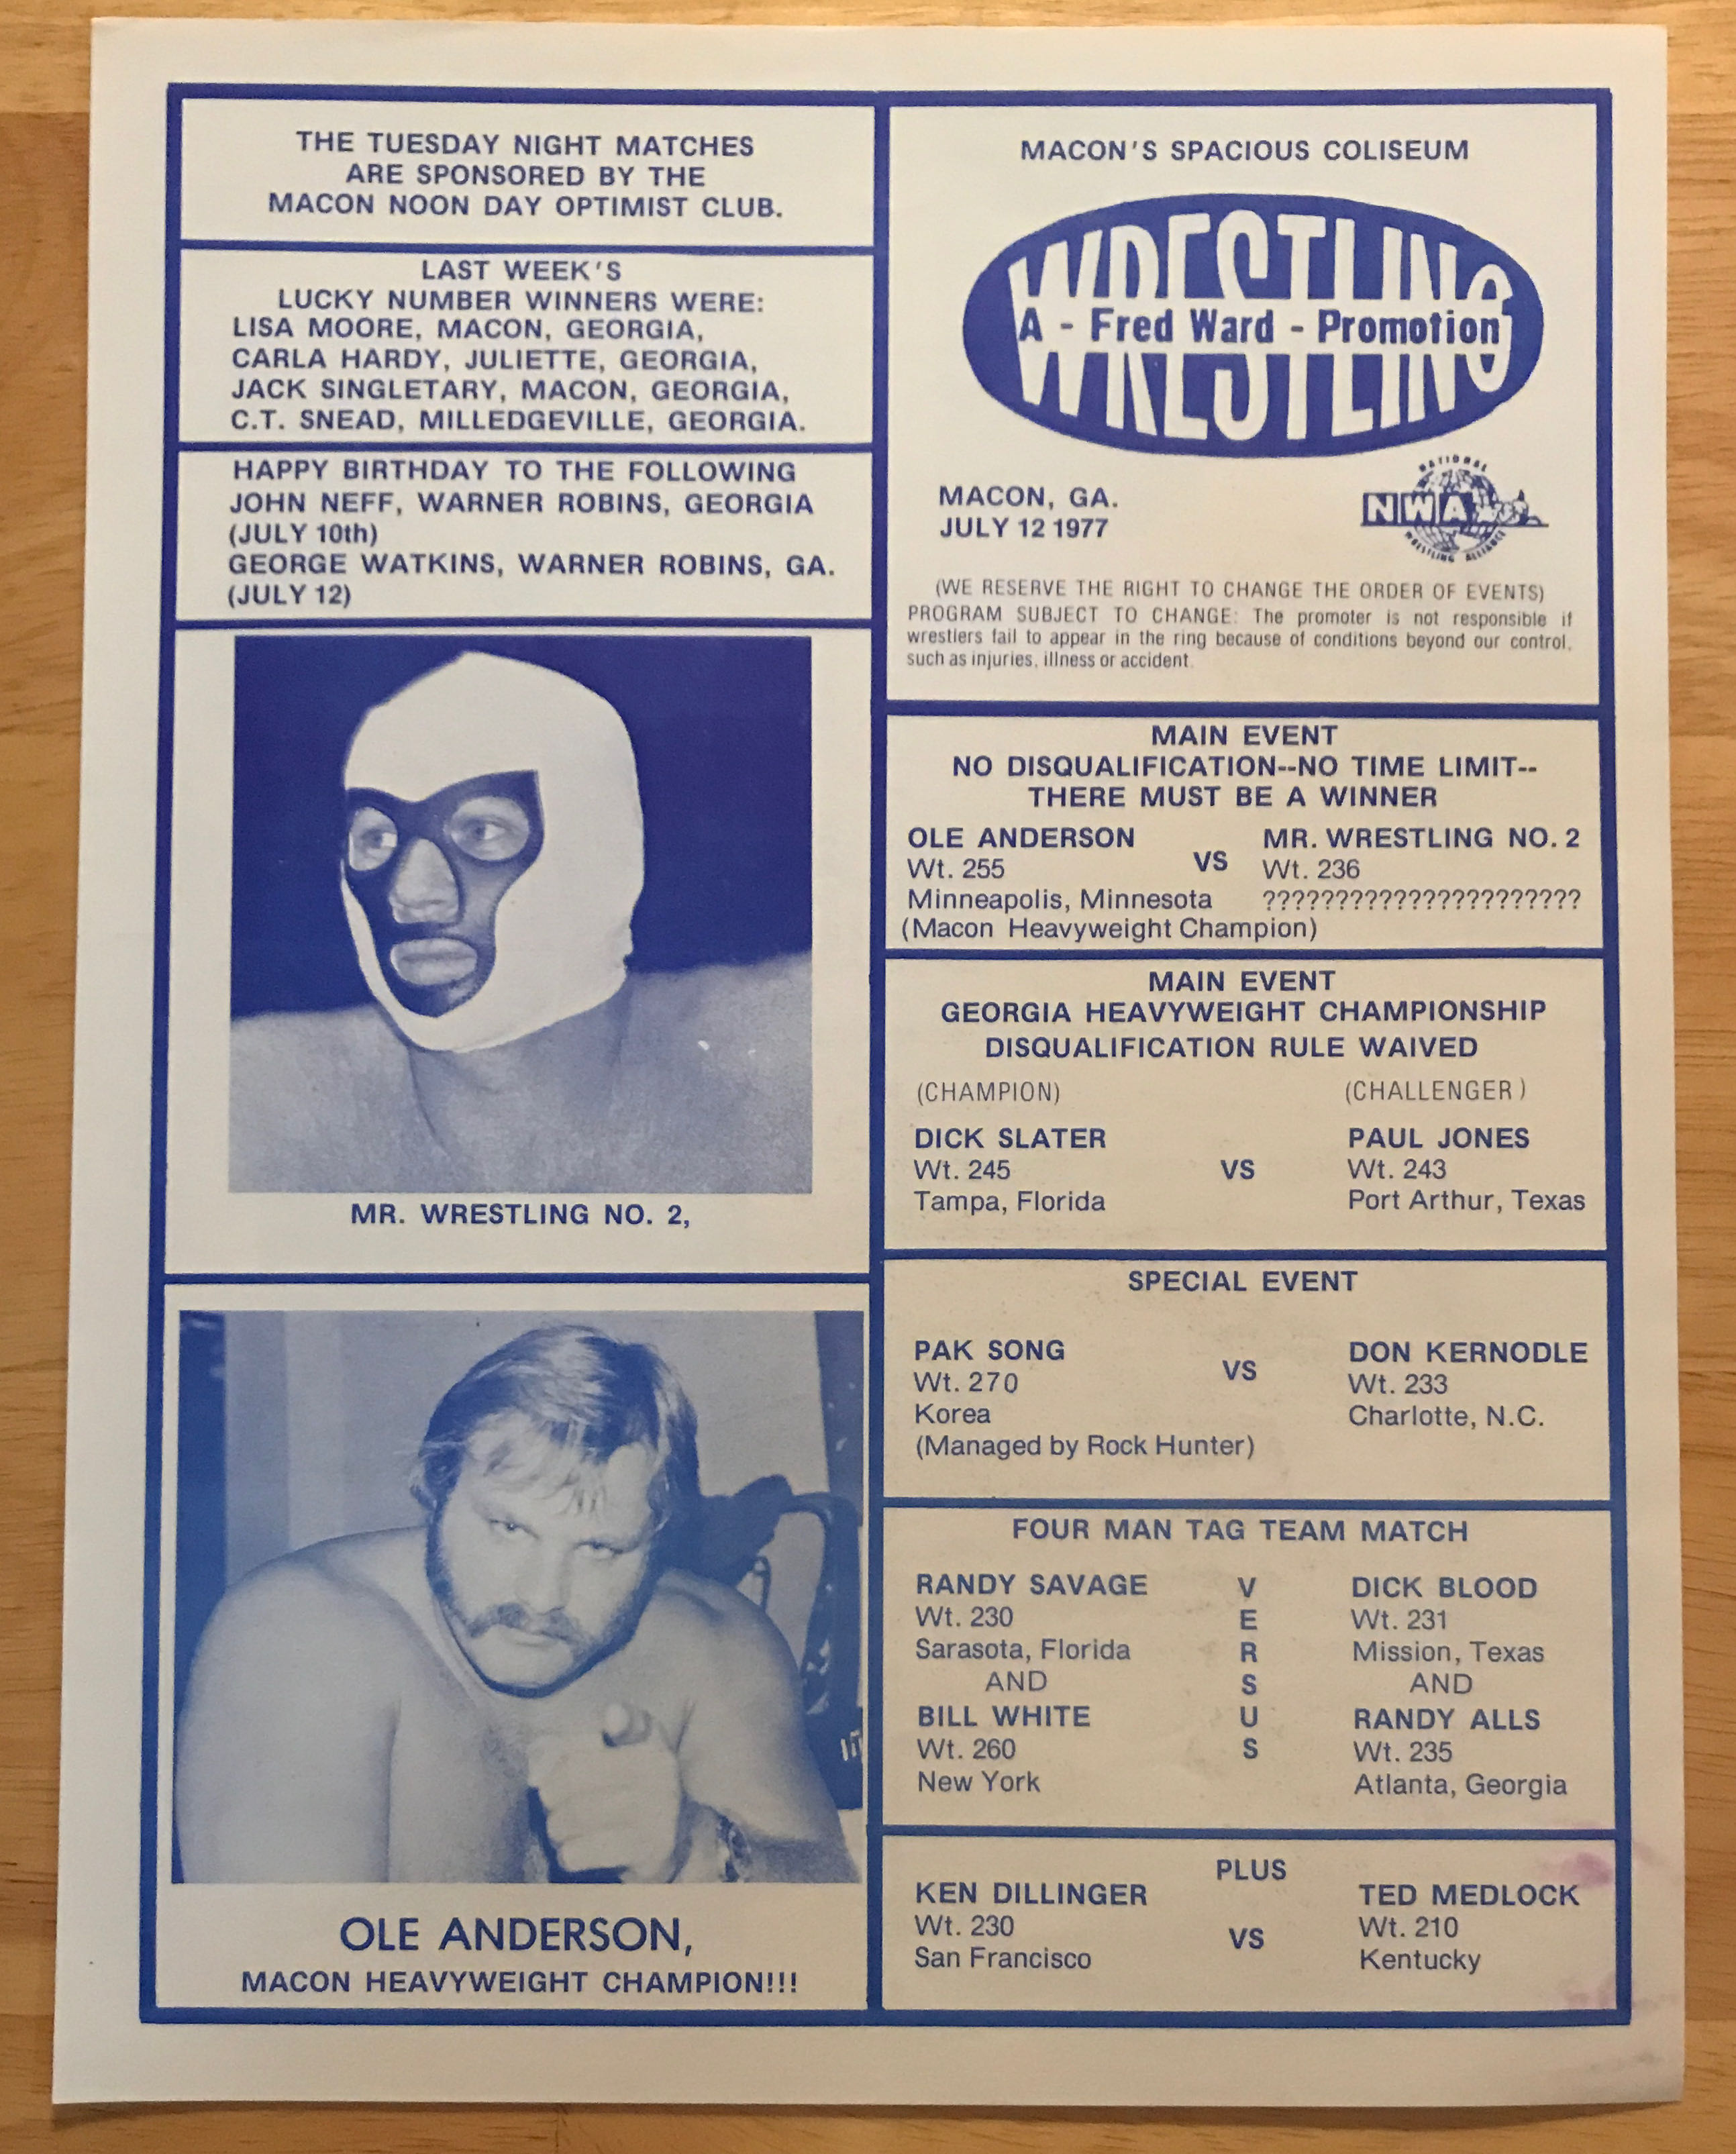 THE TUESDAY NIGHT MATCHES
ARE SPONSORED BY THE
MACON NOON DAY OPTIMIST CLUB.
LAST WEEK'S
LUCKY NUMBER WINNERS WERE:
LISA MOORE, MACON, GEORGIA,
CARLA HARDY, JULIETTE, GEORGIA,
JACK SINGLETARY, MACON, GEORGIA,
C.T. SNEAD, MILLEDGEVILLE, GEORGIA.
HAPPY BIRTHDAY TO THE FOLLOWING
JOHN NEFF, WARNER ROBINS, GEORGIA
(JULY 10th)
GEORGE WATKINS, WARNER ROBINS, GA.
(JULY 12)
MR. WRESTLING NO. 2,
OLE ANDERSON,
MACON HEAVYWEIGHT CHAMPION!!!
MACON'S SPACIOUS COLISEUM
WRESTLING
A - Fred Ward - Promotion
MACON, GA.
JULY 12 1977
NATIONAL
NWA
WRESTLING ALLIANCE
(WE RESERVE THE RIGHT TO CHANGE THE ORDER OF EVENTS)
PROGRAM SUBJECT TO CHANGE: The promoter is not responsible if
wrestlers fail to appear in the ring because of conditions beyond our control,
such as injuries, illness or accident.
MAIN EVENT
NO DISQUALIFICATION--NO TIME LIMIT--
THERE MUST BE A WINNER
OLE ANDERSON VS MR. WRESTLING NO. 2
Wt. 255 Wt. 236
Minneapolis, Minnesota ??????????????????????
(Macon Heavyweight Champion)
MAIN EVENT
GEORGIA HEAVYWEIGHT CHAMPIONSHIP
DISQUALIFICATION RULE WAIVED
(CHAMPION) (CHALLENGER)
DICK SLATER PAUL JONES
Wt. 245 VS Wt. 243
Tampa, Florida Port Arthur, Texas
SPECIAL EVENT
PAK SONG VS DON KERNODLE
Wt. 270 Wt. 233
Korea Charlotte, N.C.
(Managed by Rock Hunter)
FOUR MAN TAG TEAM MATCH
RANDY SAVAGE VERSUS DICK BLOOD
Wt. 230 Wt. 231
Sarasota, Florida Mission, Texas
AND AND
BILL WHITE RANDY ALLS
Wt. 260 Wt. 235
New York Atlanta, Georgia
PLUS
KEN DILLINGER TED MEDLOCK
Wt. 230 VS Wt. 210
San Francisco Kentucky